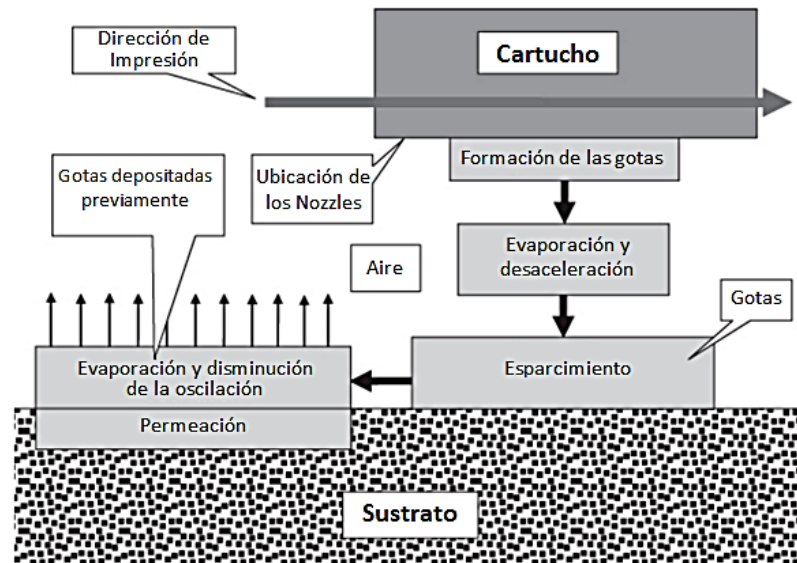 Dirección de
Impresión
Cartucho
Formación de las gotas
Ubicación de
los Nozzles
Gotas depositadas
previamente
Evaporación y
desaceleración
Aire
Gotas
Evaporación y disminución
de la oscilación
Esparcimiento
Permeación
Sustrato